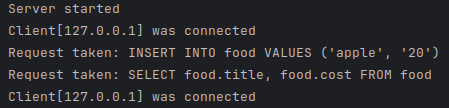 Server started
Client[127.0.0.1] was connected
Request taken: INSERT INTO food VALUES ('apple', '20')
Request taken: SELECT food.title, food.cost FROM food
Client[127.0.0.1] was connected